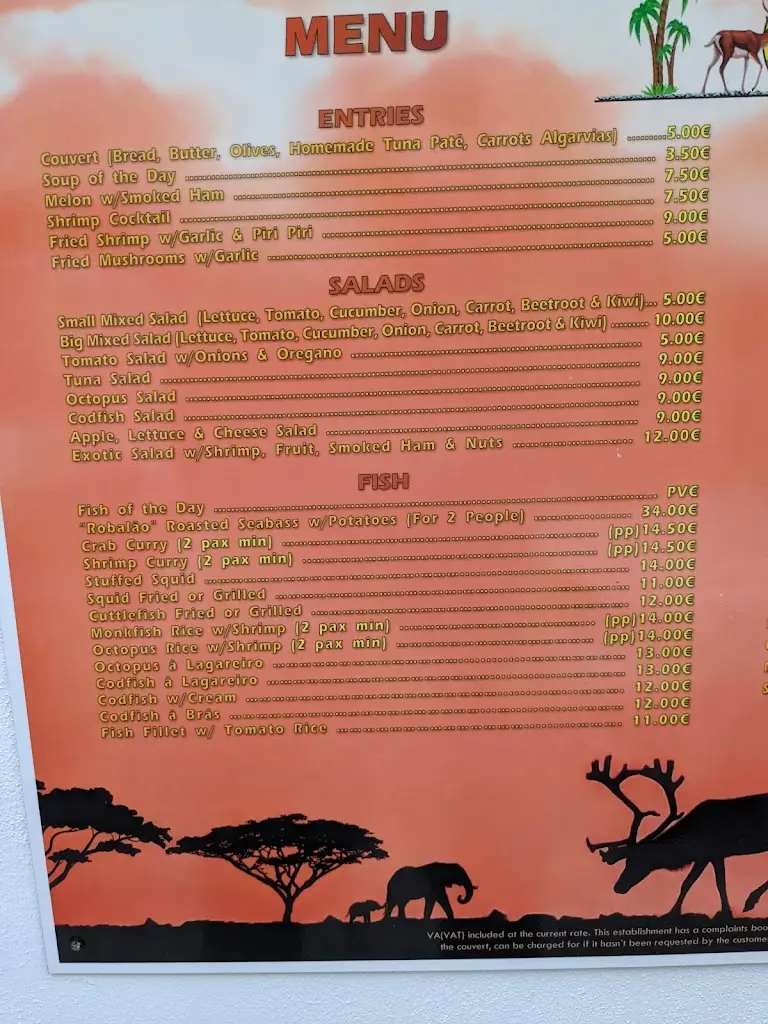 MENU
ENTRIES
Couvert (Bread, Butter, Olives, Homemade Tuna Paté, Carrots Algarvias) ......... 5.00€
Soup of the Day ......... 3.50€
Melon w/Smoked Ham ......... 7.50€
Shrimp Cocktail ......... 7.50€
Fried Shrimp w/Garlic & Piri Piri ......... 9.00€
Fried Mushrooms w/Garlic ......... 5.00€
SALADS
Small Mixed Salad (Lettuce, Tomato, Cucumber, Onion, Carrot, Beetroot & Kiwi)... 5.00€
Big Mixed Salad (Lettuce, Tomato, Cucumber, Onion, Carrot, Beetroot & Kiwi) ......... 10.00€
Tomato Salad w/Onions & Oregano ......... 5.00€
Tuna Salad ......... 9.00€
Octopus Salad ......... 9.00€
Codfish Salad ......... 9.00€
Apple, Lettuce & Cheese Salad ......... 9.00€
Exotic Salad w/Shrimp, Fruit, Smoked Ham & Nuts ......... 12.00€
FISH
Fish of the Day ......... PV€
"Robalão" Roasted Seabass w/Potatoes (For 2 People) ......... 34.00€
Crab Curry (2 pax min) ......... (pp)14.50€
Shrimp Curry (2 pax min) ......... (pp)14.50€
Stuffed Squid ......... 14.00€
Squid Fried or Grilled ......... 11.00€
Cuttlefish Fried or Grilled ......... 12.00€
Monkfish Rice w/Shrimp (2 pax min) ......... (pp)14.00€
Octopus Rice w/Shrimp (2 pax min) ......... (pp)14.00€
Octopus á Lagareiro ......... 13.00€
Codfish á Lagareiro ......... 13.00€
Codfish w/Cream ......... 12.00€
Codfish á Brás ......... 12.00€
Fish Fillet w/ Tomato Rice ......... 11.00€
VA(VAT) included at the current rate. This establishment has a complaints boo
the couvert, can be charged for if it hasn't been requested by the custome